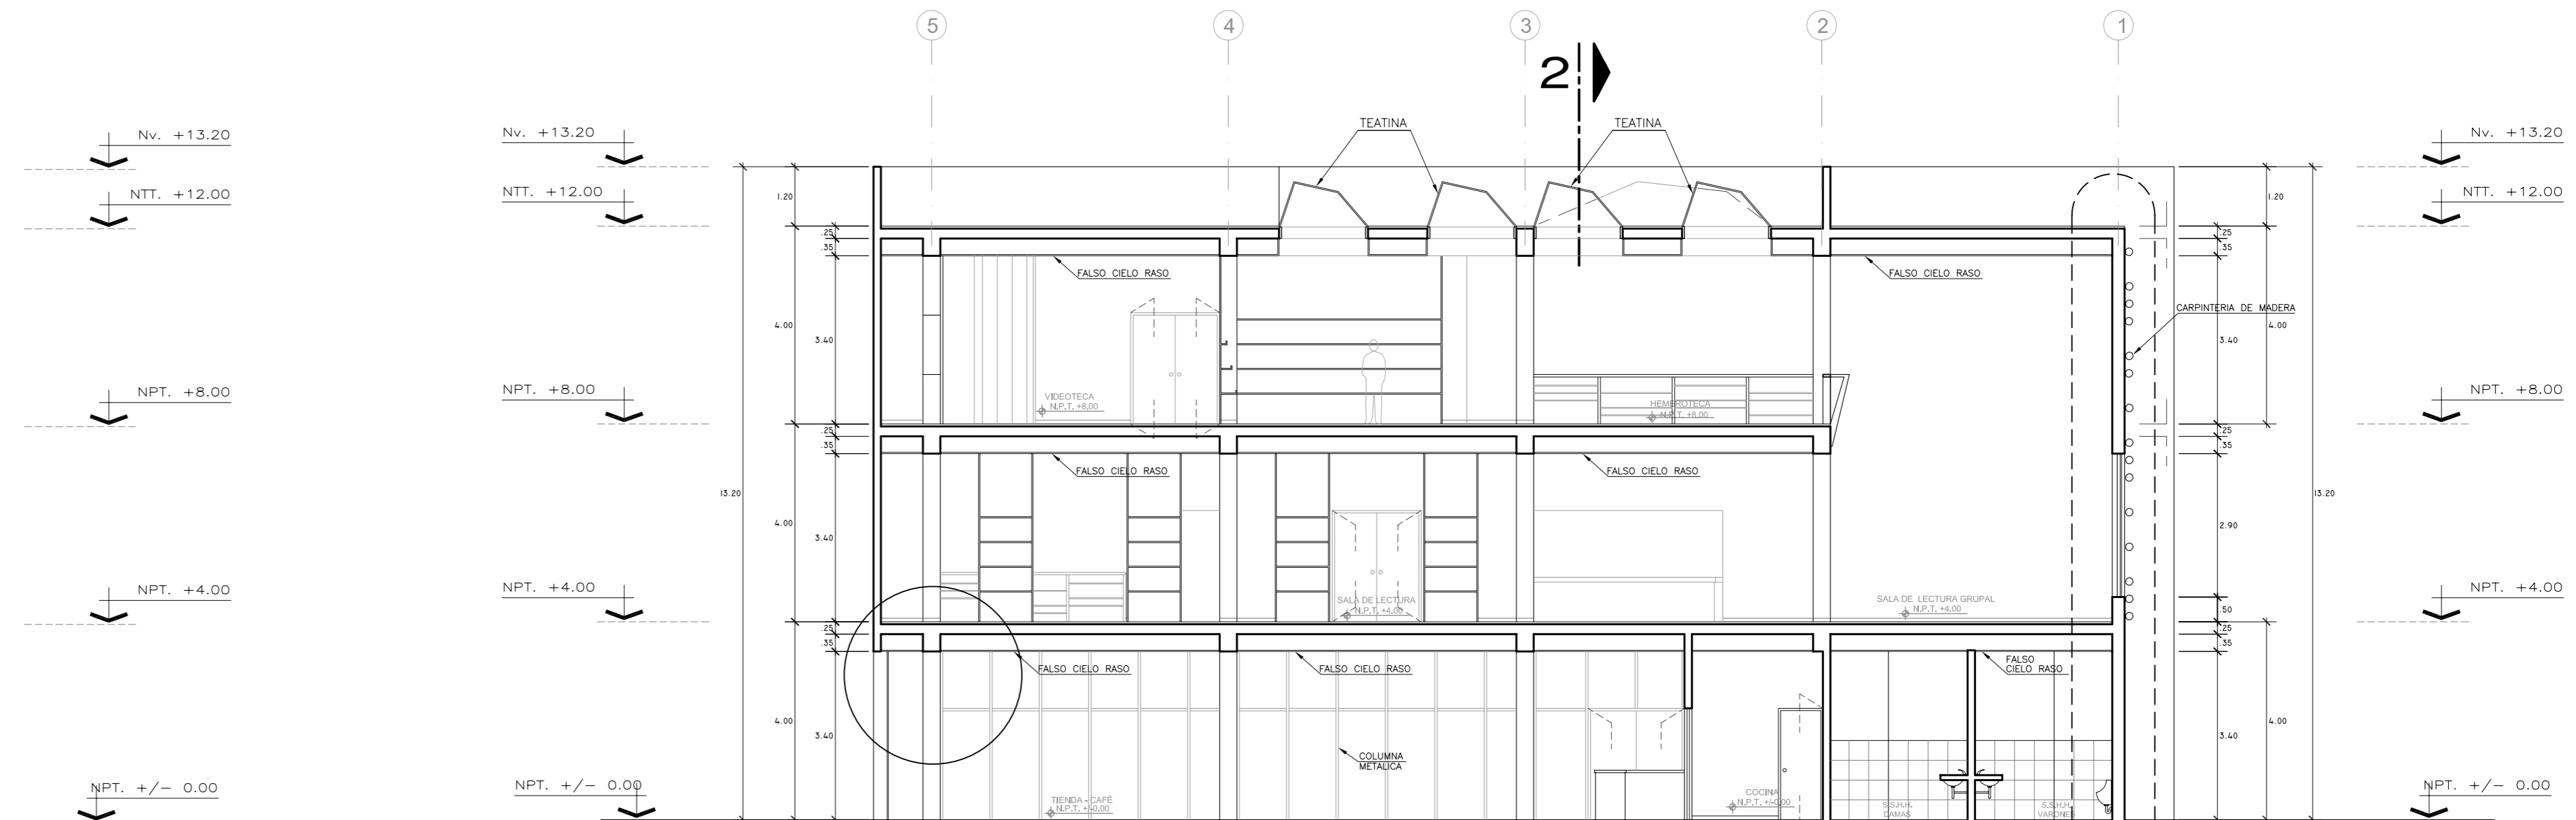 5
4
3
2
1
2
TEATINA
TEATINA
Nv. +13.20
Nv. +13.20
Nv. +13.20
NTT. +12.00
NTT. +12.00
NTT. +12.00
1.20
1.20
.25
.35
.25
.35
FALSO CIELO RASO
FALSO CIELO RASO
CARPINTERIA DE MADERA
4.00
3.40
3.40
4.00
NPT. +8.00
NPT. +8.00
NPT. +8.00
VIDEOTECA
N.P.T. +8.00
HEMEROTECA
N.P.T. +8.00
.25
.35
.25
.35
FALSO CIELO RASO
FALSO CIELO RASO
13.20
13.20
4.00
3.40
2.90
NPT. +4.00
NPT. +4.00
NPT. +4.00
SALA DE LECTURA
N.P.T. +4.00
SALA DE LECTURA GRUPAL
N.P.T. +4.00
.50
.25
.35
.25
.35
FALSO CIELO RASO
FALSO CIELO RASO
FALSO
CIELO RASO
4.00
3.40
3.40
4.00
COLUMNA
METALICA
NPT. +/- 0.00
NPT. +/- 0.00
NPT. +/- 0.00
TIENDA - CAFÉ
N.P.T. +/-0.00
COCINA
N.P.T. +/-0.00
S.S.H.H.
DAMAS
S.S.H.H.
VARONES